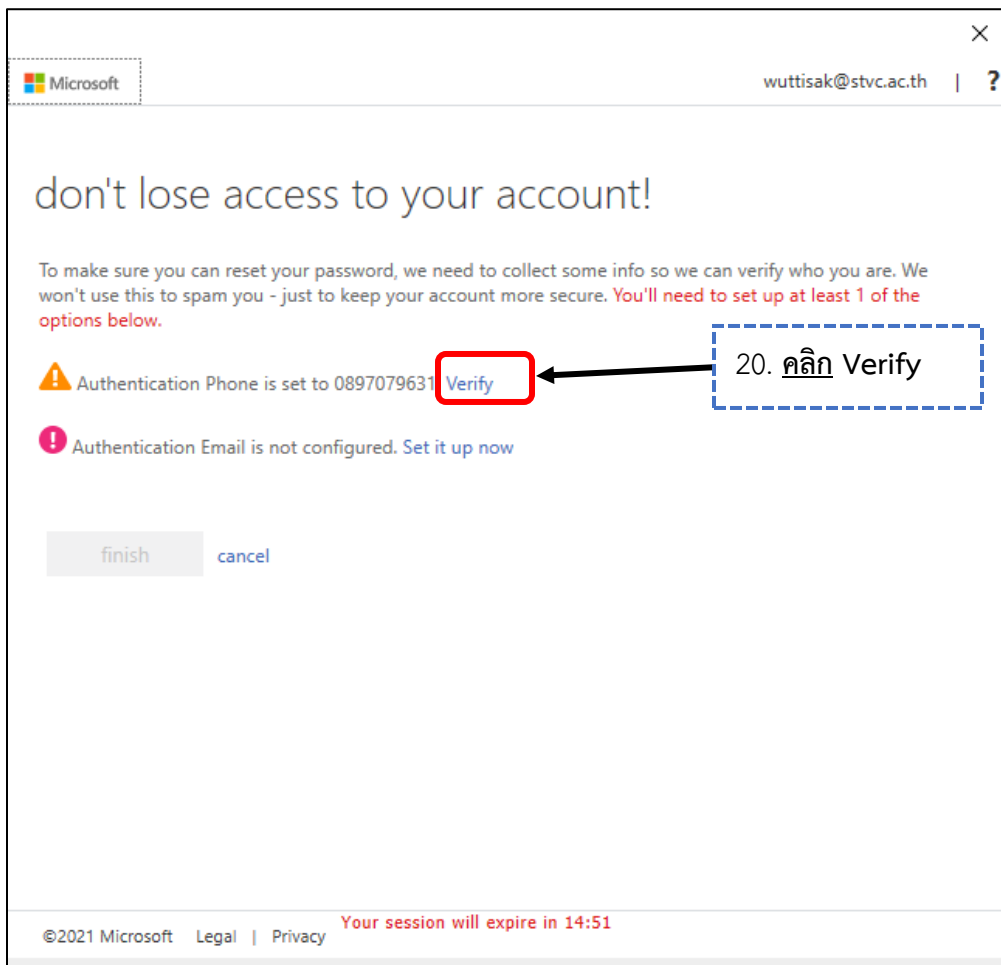 Microsoft
wuttisak@stvc.ac.th | ?
don't lose access to your account!
To make sure you can reset your password, we need to collect some info so we can verify who you are. We
won't use this to spam you - just to keep your account more secure. You'll need to set up at least 1 of the
options below.
Authentication Phone is set to 0897079631 Verify
20. คลิก Verify
Authentication Email is not configured. Set it up now
finish cancel
Your session will expire in 14:51
©2021 Microsoft Legal | Privacy